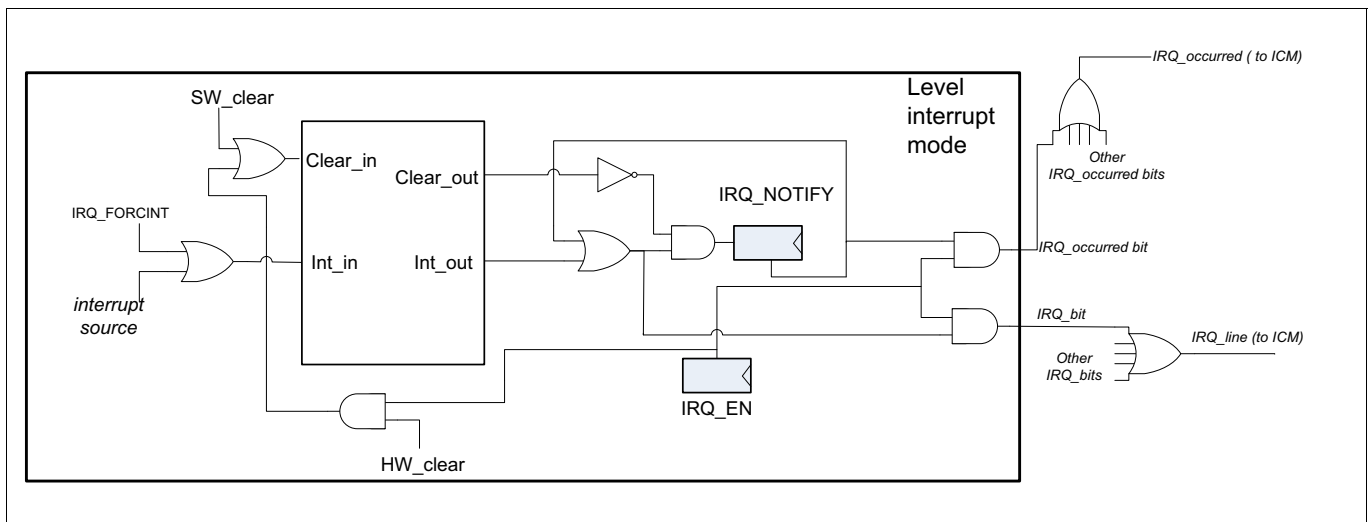 IRQ_occurred ( to ICM)
Level
interrupt
mode
SW_clear
Clear_in
Clear_out
Other
IRQ_occurred bits
IRQ_NOTIFY
IRQ_FORCINT
IRQ_occurred bit
Int_in
Int_out
interrupt
source
IRQ_bit
IRQ_line (to ICM)
Other
IRQ_bits
IRQ_EN
HW_clear